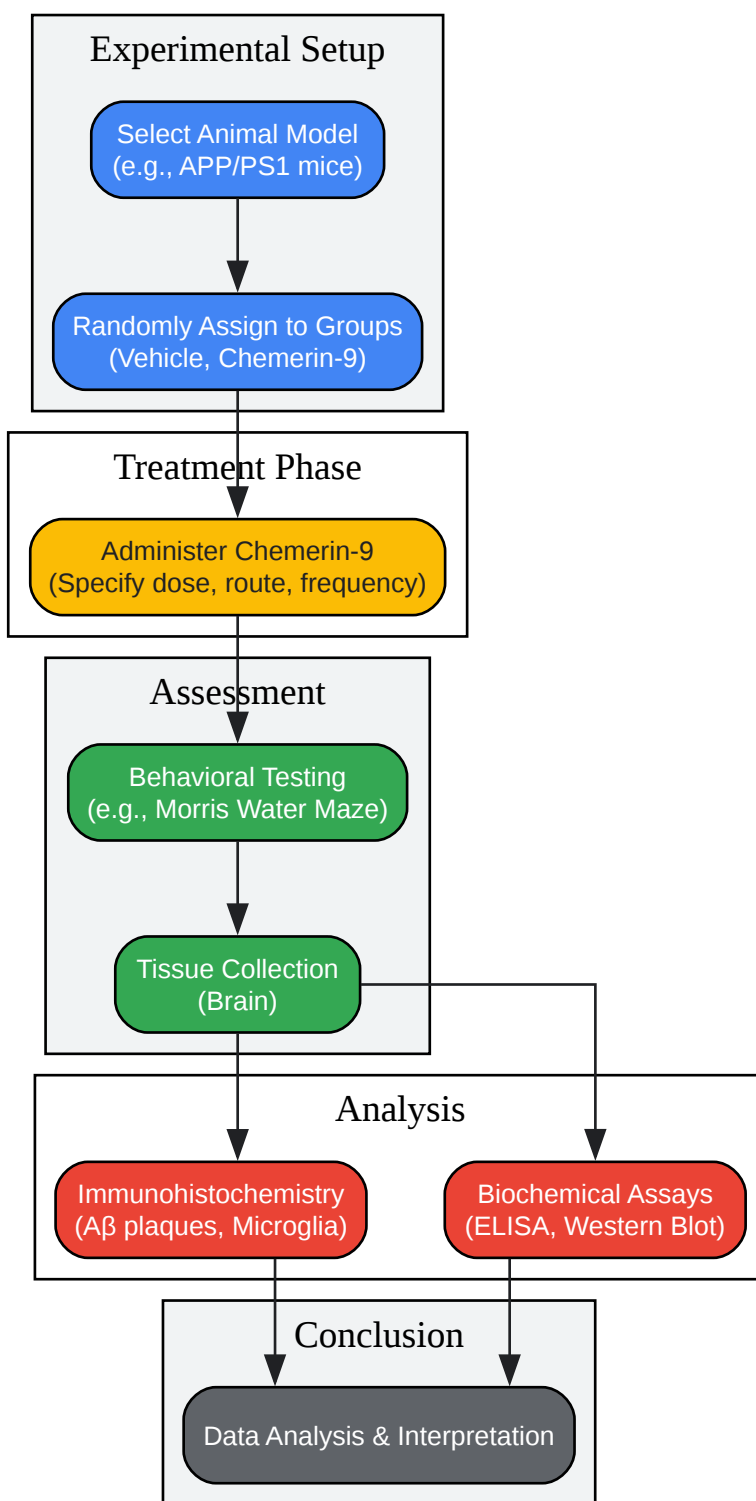 Experimental Setup
Select Animal Model
(e.g., APP/PS1 mice)
Randomly Assign to Groups
(Vehicle, Chemerin-9)
Treatment Phase
Administer Chemerin-9
(Specify dose, route, frequency)
Assessment
Behavioral Testing
(e.g., Morris Water Maze)
Tissue Collection
(Brain)
Analysis
Immunohistochemistry
(Aβ plaques, Microglia)
Biochemical Assays
(ELISA, Western Blot)
Conclusion
Data Analysis & Interpretation